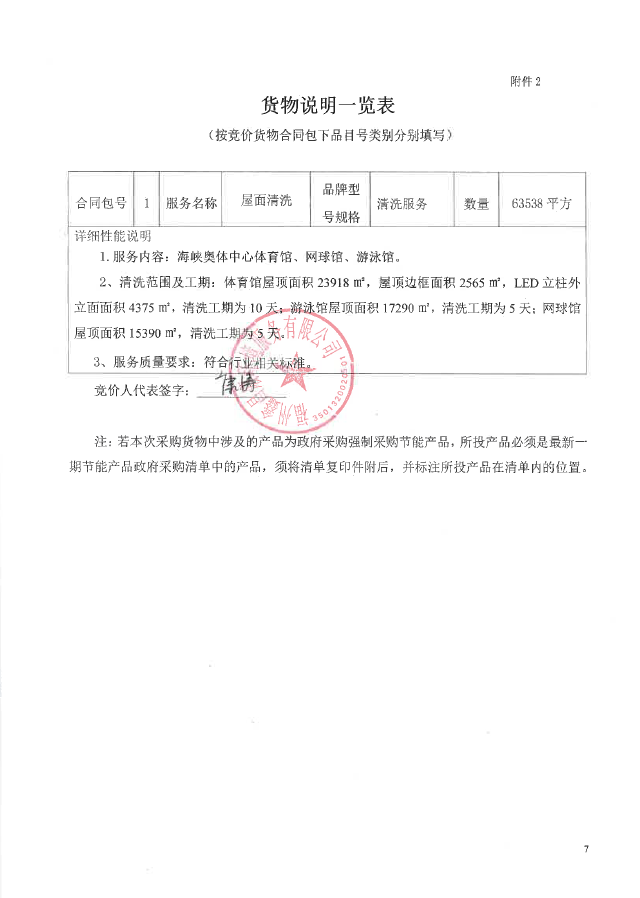 附件 2
货物说明一览表
（按竞价货物合同包下品目号类别分别填写）
合同包号 1 服务名称 屋面清洗 品牌型号规格 清洗服务 数量 63538 平方
详细性能说明
1. 服务内容：海峡奥体中心体育馆、网球馆、游泳馆。
2、清洗范围及工期：体育馆屋顶面积 23918 ㎡，屋顶边框面积 2565 ㎡，LED 立柱外
立面面积 4375 ㎡，清洗工期为 10 天；游泳馆屋顶面积 17290 ㎡，清洗工期为 5 天；网球馆
屋顶面积 15390 ㎡，清洗工期为 5 天。
3、服务质量要求：符合行业相关标准。
竞价人代表签字：
福州
服务有限公司
注：若本次采购货物中涉及的产品为政府采购强制采购节能产品，所投产品必须是最新一
期节能产品政府采购清单中的产品，须将清单复印件附后，并标注所投产品在清单内的位置。
7